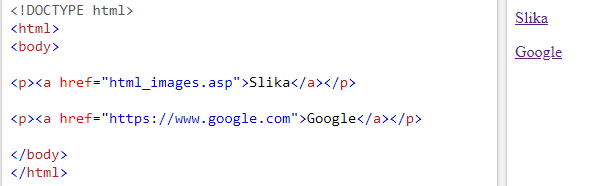 <!DOCTYPE html>
<html>
<body>
<p><a href="html_images.asp">Slika</a></p>
<p><a href="https://www.google.com">Google</a></p>
</body>
</html>
Slika
Google